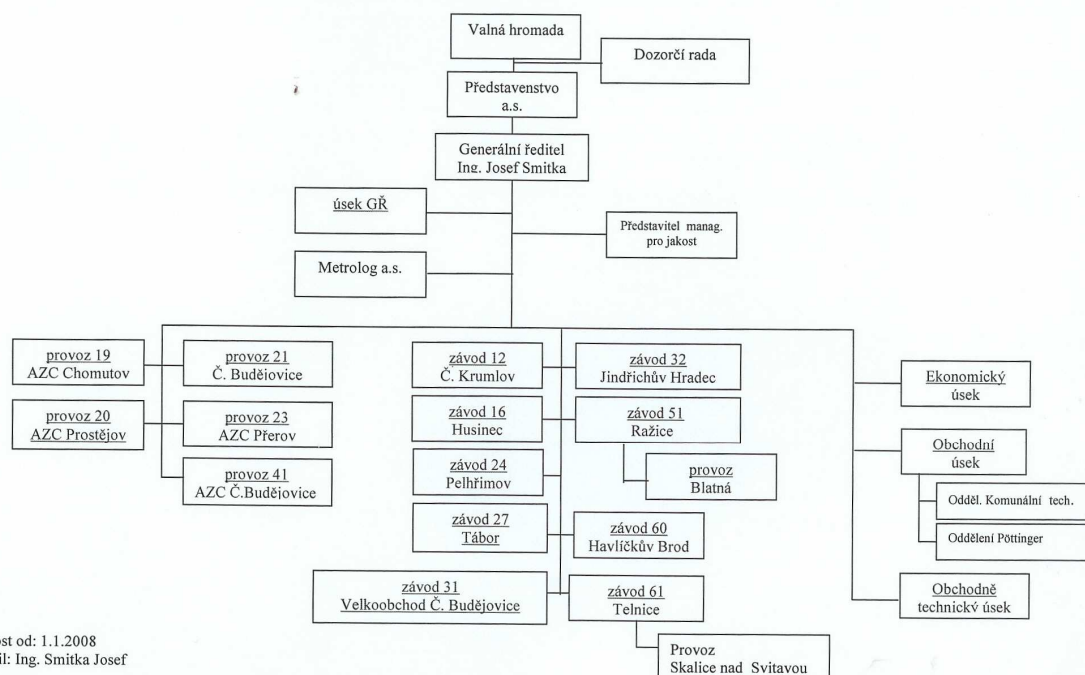 Valná hromada
Dozorčí rada
Představenstvo
a.s.
Generální ředitel
Ing. Josef Smitka
úsek GŘ
Představitel manag.
pro jakost
Metrolog a.s.
provoz 19
AZC Chomutov
provoz 21
Č. Budějovice
provoz 20
AZC Prostějov
provoz 23
AZC Přerov
provoz 41
AZC Č.Budějovice
závod 12
Č. Krumlov
závod 32
Jindřichův Hradec
závod 16
Husinec
závod 51
Ražice
závod 24
Pelhřimov
provoz
Blatná
závod 27
Tábor
závod 60
Havlíčkův Brod
závod 31
Velkoobchod Č. Budějovice
závod 61
Telnice
Provoz
Skalice nad Svitavou
Ekonomický
úsek
Obchodní
úsek
Odděl. Komunální tech.
Oddělení Pöttinger
Obchodně
technický úsek
ost od: 1.1.2008
il: Ing. Smitka Josef